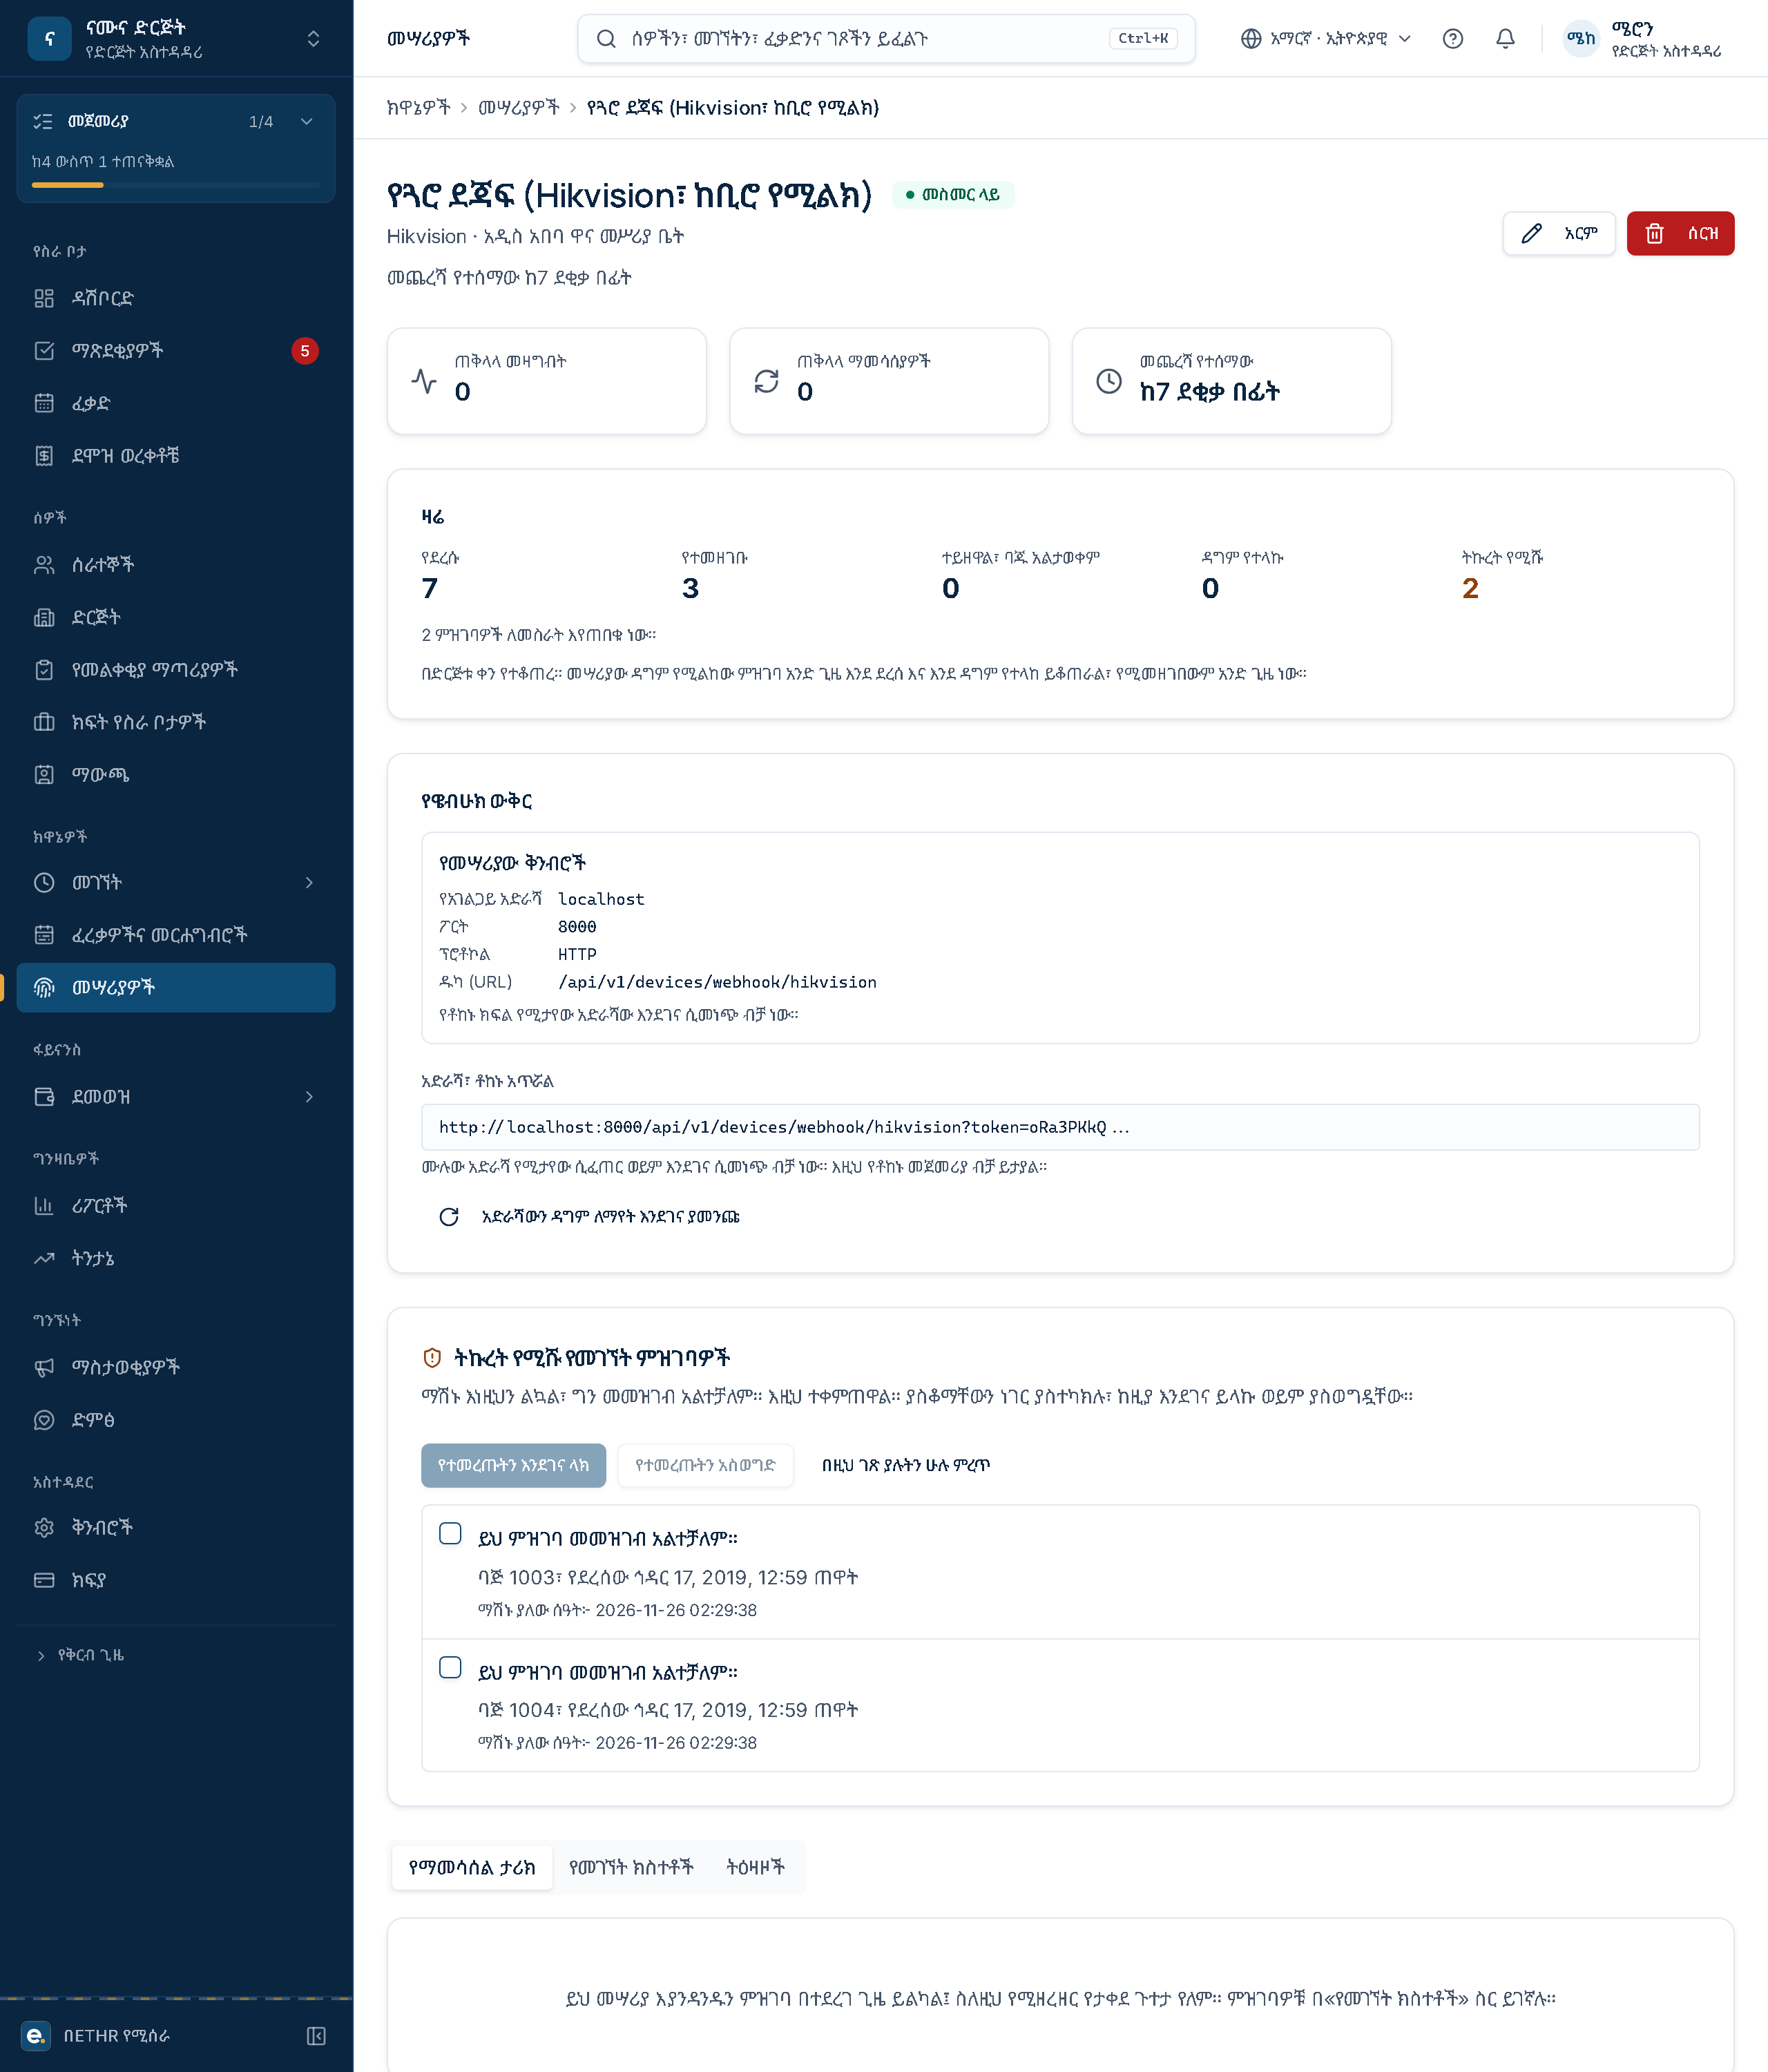 ና
ናሙና ድርጅት
የድርጅት አስተዳዳሪ
መሣሪያዎች
ሰዎችን፣ መገኘትን፣ ፈቃድንና ገጾችን ይፈልጉ
Ctrl+K
አማርኛ · ኢትዮጵያዊ
ሜከ
ሜሮን
የድርጅት አስተዳዳሪ
መጀመሪያ
1/4
ከ4 ውስጥ 1 ተጠናቅቋል
የስራ ቦታ
ዳሽቦርድ
ማጽደቂያዎች
5
ፈቃድ
ደሞዝ ወረቀቶቼ
ሰዎች
ሰራተኞች
ድርጅት
የመልቀቂያ ማጣሪያዎች
ክፍት የስራ ቦታዎች
ማውጫ
ክዋኔዎች
መገኘት
ፈረቃዎችና መርሐግብሮች
መሣሪያዎች
ፋይናንስ
ደመወዝ
ግንዛቤዎች
ሪፖርቶች
ትንታኔ
ግንኙነት
ማስታወቂያዎች
ድምፅ
አስተዳደር
ቅንብሮች
ክፍያ
የቅርብ ጊዜ
በETHR የሚሰራ
ክዋኔዎች > መሣሪያዎች > የጓሮ ደጃፍ (Hikvision፣ ከቢሮ የሚልክ)
የጓሮ ደጃፍ (Hikvision፣ ከቢሮ የሚልክ)
መስመር ላይ
Hikvision · አዲስ አበባ ዋና መሥሪያ ቤት
መጨረሻ የተሰማው ከ7 ደቂቃ በፊት
አርም
ሰርዝ
ጠቅላላ መዛግብት
0
ጠቅላላ ማመሳሰያዎች
0
መጨረሻ የተሰማው
ከ7 ደቂቃ በፊት
ዛሬ
የደረሱ
7
የተመዘገቡ
3
ተይዘዋል፣ ባጁ አልታወቀም
0
ዳግም የተላኩ
0
ትኩረት የሚሹ
2
2 ምዝገባዎች ለመስራት እየጠበቁ ነው።
በድርጅቱ ቀን የተቆጠረ። መሣሪያው ዳግም የሚልከው ምዝገባ አንድ ጊዜ እንደ ደረሰ እና እንደ ዳግም የተላከ ይቆጠራል፣ የሚመዘገበውም አንድ ጊዜ ነው።
የዌብሁክ ውቅር
የመሣሪያው ቅንብሮች
የአገልጋይ አድራሻ localhost
ፖርት 8000
ፕሮቶኮል HTTP
ዱካ (URL) /api/v1/devices/webhook/hikvision
የቶከኑ ክፍል የሚታየው አድራሻው እንደገና ሲመነጭ ብቻ ነው።
አድራሻ፣ ቶከኑ አጥሯል
http://localhost:8000/api/v1/devices/webhook/hikvision?token=oRa3PKkQ...
ሙሉው አድራሻ የሚታየው ሲፈጠር ወይም እንደገና ሲመነጭ ብቻ ነው። እዚህ የቶከኑ መጀመሪያ ብቻ ይታያል።
አድራሻውን ዳግም ለማየት እንደገና ያመንጩ
ትኩረት የሚሹ የመገኘት ምዝገባዎች
ማሽኑ እነዚህን ልኳል፣ ግን መመዝገብ አልተቻለም። እዚህ ተቀምጠዋል። ያስቆማቸውን ነገር ያስተካክሉ፣ ከዚያ እንደገና ይላኩ ወይም ያስወግዷቸው።
የተመረጡትን እንደገና ላክ
የተመረጡትን አስወግድ
በዚህ ገጽ ያሉትን ሁሉ ምረጥ
ይህ ምዝገባ መመዝገብ አልተቻለም።
ባጅ 1003፣ የደረሰው ኅዳር 17, 2019, 12:59 ጠዋት
ማሽኑ ያለው ሰዓት፦ 2026-11-26 02:29:38
ይህ ምዝገባ መመዝገብ አልተቻለም።
ባጅ 1004፣ የደረሰው ኅዳር 17, 2019, 12:59 ጠዋት
ማሽኑ ያለው ሰዓት፦ 2026-11-26 02:29:38
የማመሳሰል ታሪክ
የመገኘት ክስተቶች
ትዕዛዞች
ይህ መሣሪያ እያንዳንዱን ምዝገባ በተደረገ ጊዜ ይልካል፤ ስለዚህ የሚዘረዘር የታቀደ ጉተታ የለም። ምዝገባዎቹ በ«የመገኘት ክስተቶች» ስር ይገኛሉ።